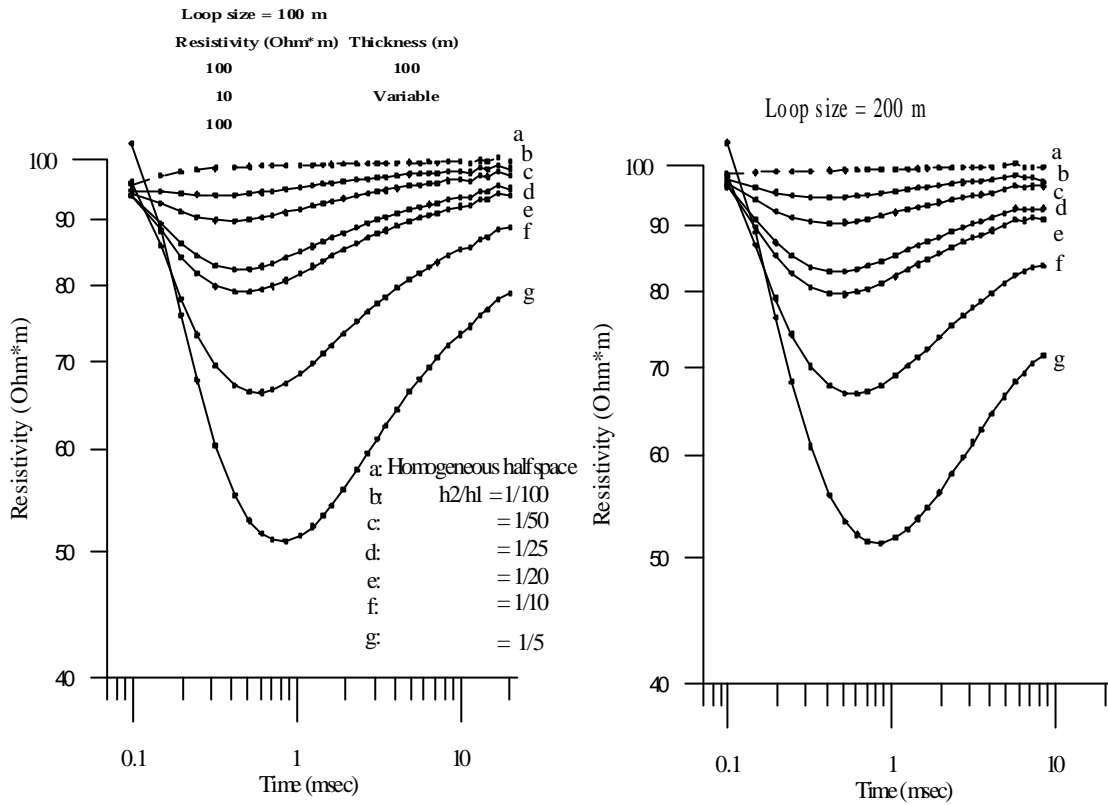 Loop size = 100 m
Resistivity (Ohm*m) Thickness (m)
100 100
10 Variable
100
Loop size = 200 m
a
b
c
d
e
f
g
100
90
80
70
60
50
40
Resistivity (Ohm*m)
a: Homogeneous halfspace
b: h2/h1 = 1/100
c: = 1/50
d: = 1/25
e: = 1/20
f: = 1/10
g: = 1/5
0.1 1 10
Time (msec)
a
b
c
d
e
f
g
100
90
80
70
60
50
40
Resistivity (Ohm*m)
0.1 1 10
Time (msec)